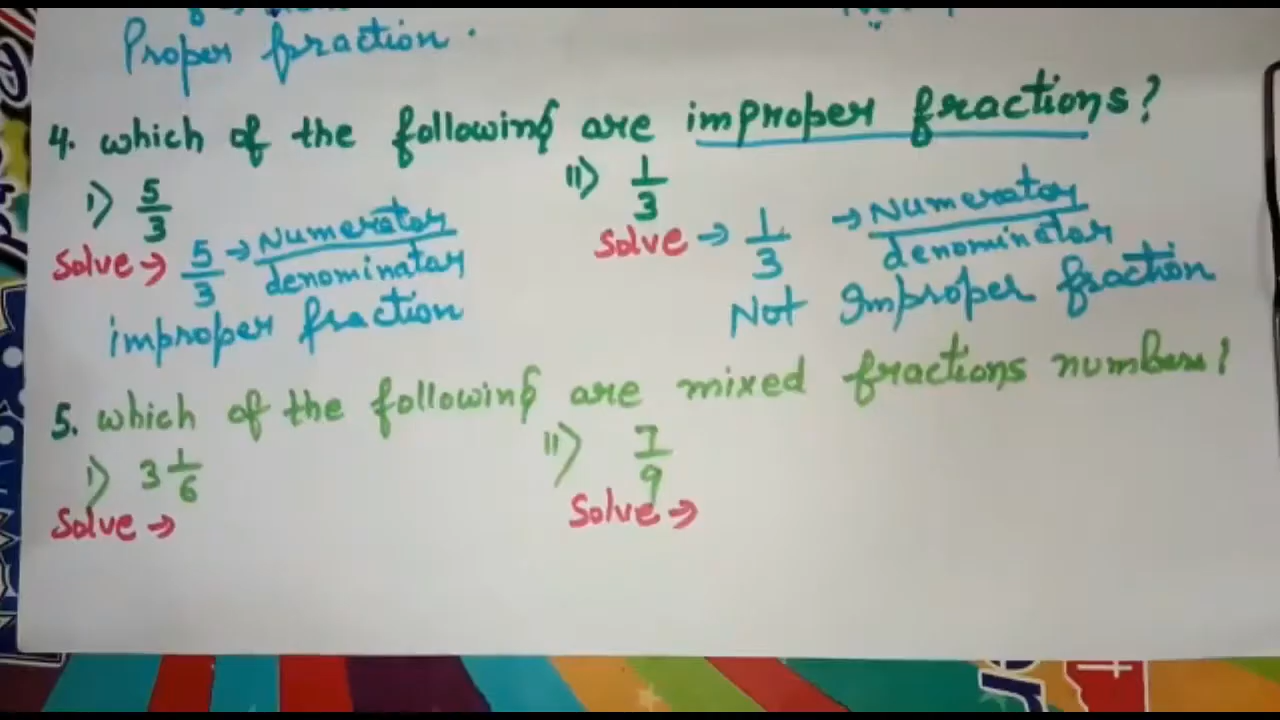 Proper fraction.
4. which of the following are improper fractions?
i) 5/3
ii) 1/3
Solve → 5/3 → Numerator/denominatar
improper fraction
Solve → 1/3 → Numerator/denominator
Not Improper fraction
5. which of the following are mixed fractions numbers?
i) 3 1/6
ii) 7/9
Solve →
Solve →